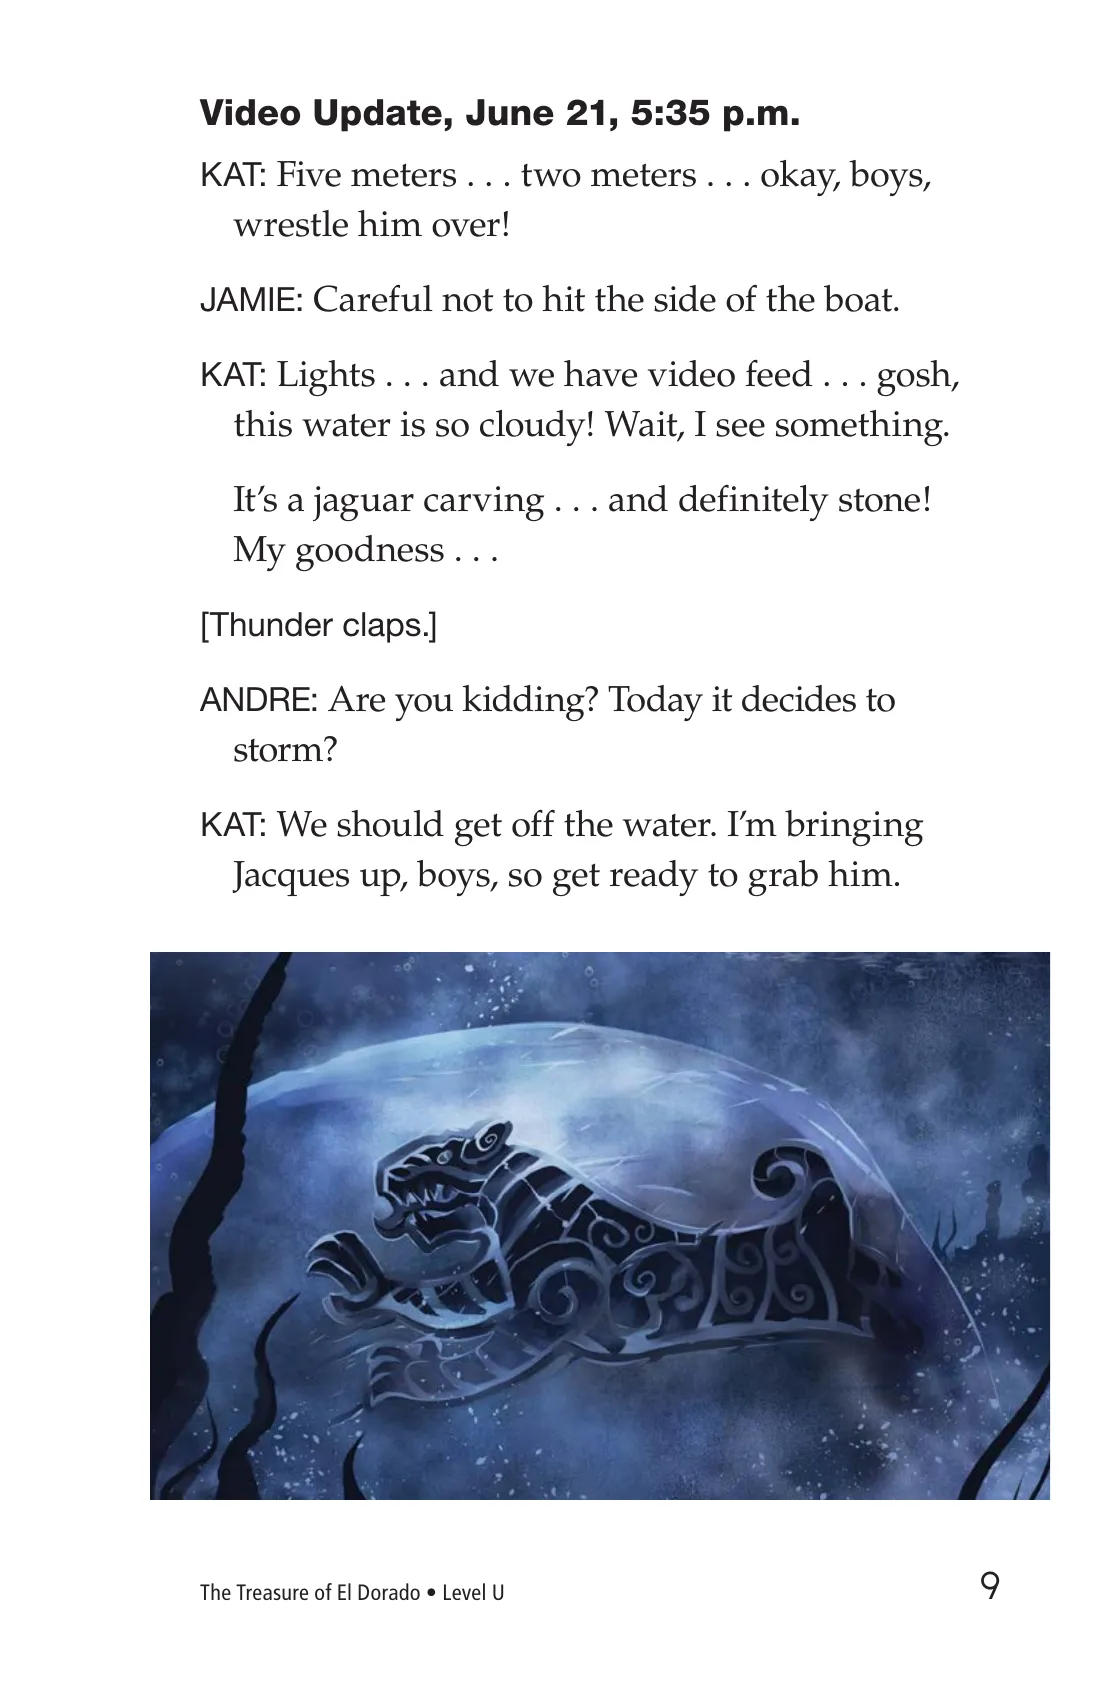 Video Update, June 21, 5:35 p.m.
KAT: Five meters . . . two meters . . . okay, boys,
wrestle him over!
JAMIE: Careful not to hit the side of the boat.
KAT: Lights . . . and we have video feed . . . gosh,
this water is so cloudy! Wait, I see something.
It’s a jaguar carving . . . and definitely stone!
My goodness . . .
[Thunder claps.]
ANDRE: Are you kidding? Today it decides to
storm?
KAT: We should get off the water. I’m bringing
Jacques up, boys, so get ready to grab him.
The Treasure of El Dorado • Level U
9